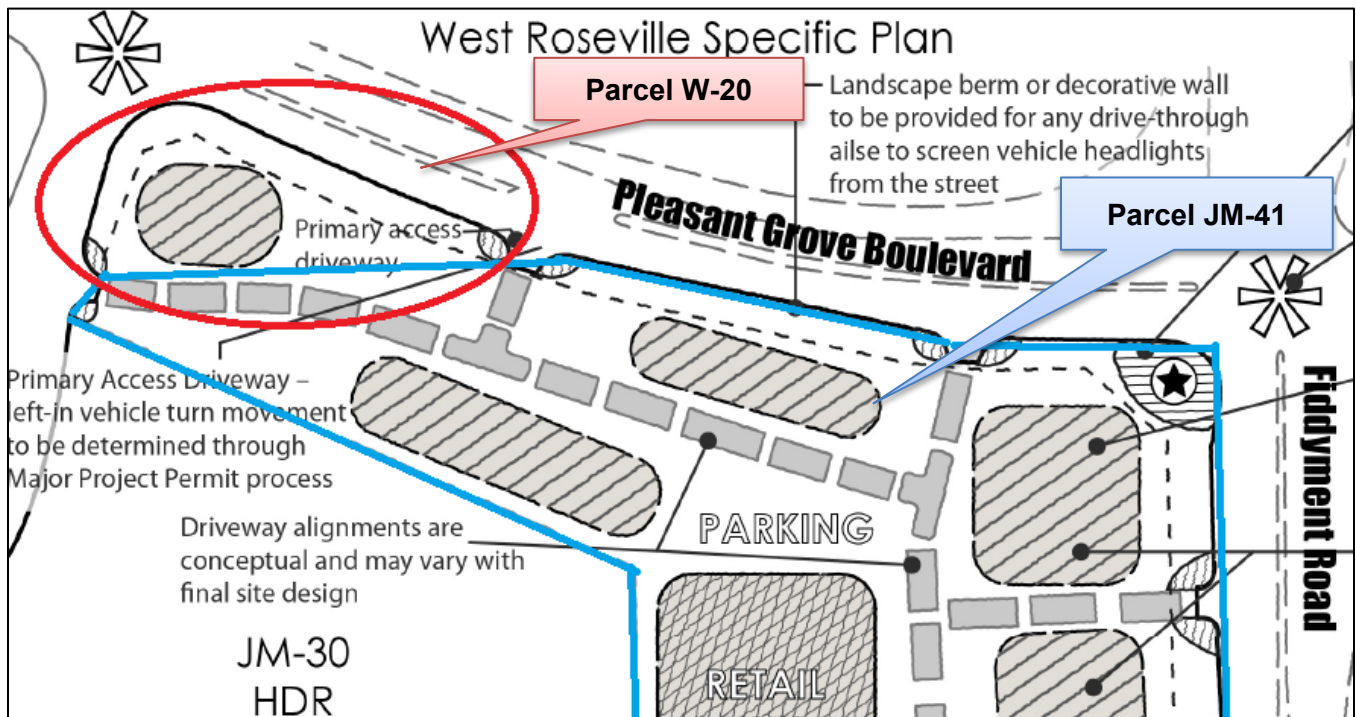 West Roseville Specific Plan
Parcel W-20
Landscape berm or decorative wall
to be provided for any drive-through
ailse to screen vehicle headlights
from the street
Parcel JM-41
Pleasant Grove Boulevard
Primary access
driveway
Fiddyment Road
Primary Access Driveway –
left-in vehicle turn movement
to be determined through
Major Project Permit process
Driveway alignments are
conceptual and may vary with
final site design
PARKING
JM-30
HDR
RETAIL